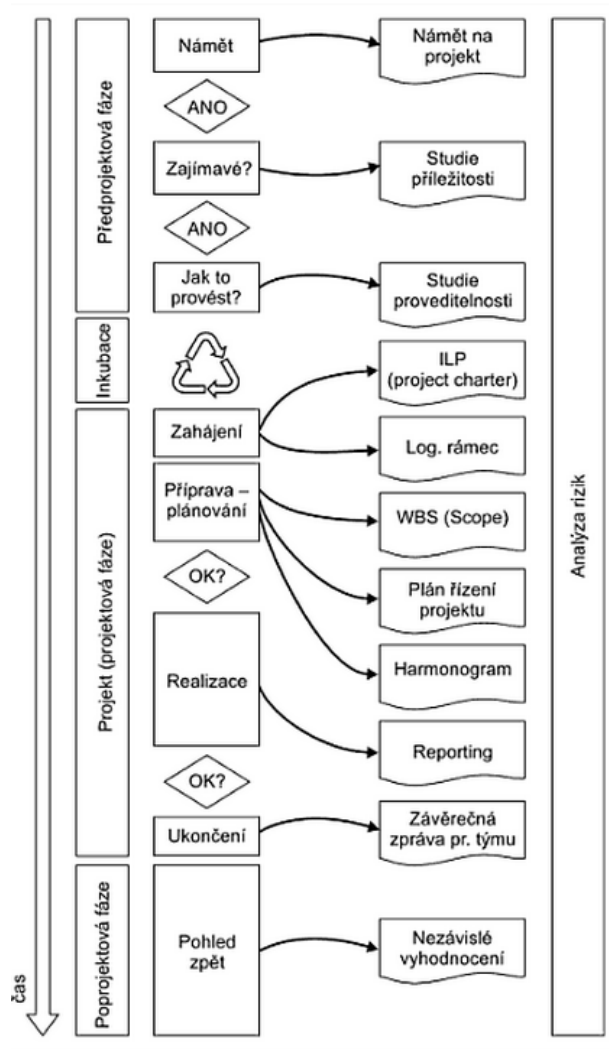 Předprojektová fáze
Námět
Námět na
projekt
ANO
Zajímavé?
Studie
příležitosti
ANO
Jak to
provést?
Studie
proveditelnosti
Inkubace
ILP
(project charter)
Projekt (projektová fáze)
Zahájení
Log. rámec
Příprava –
plánování
WBS (Scope)
OK?
Plán řízení
projektu
Realizace
Harmonogram
Reporting
OK?
Ukončení
Závěrečná
zpráva pr. týmu
Poprojektová fáze
Pohled
zpět
Nezávislé
vyhodnocení
čas
Analýza rizik